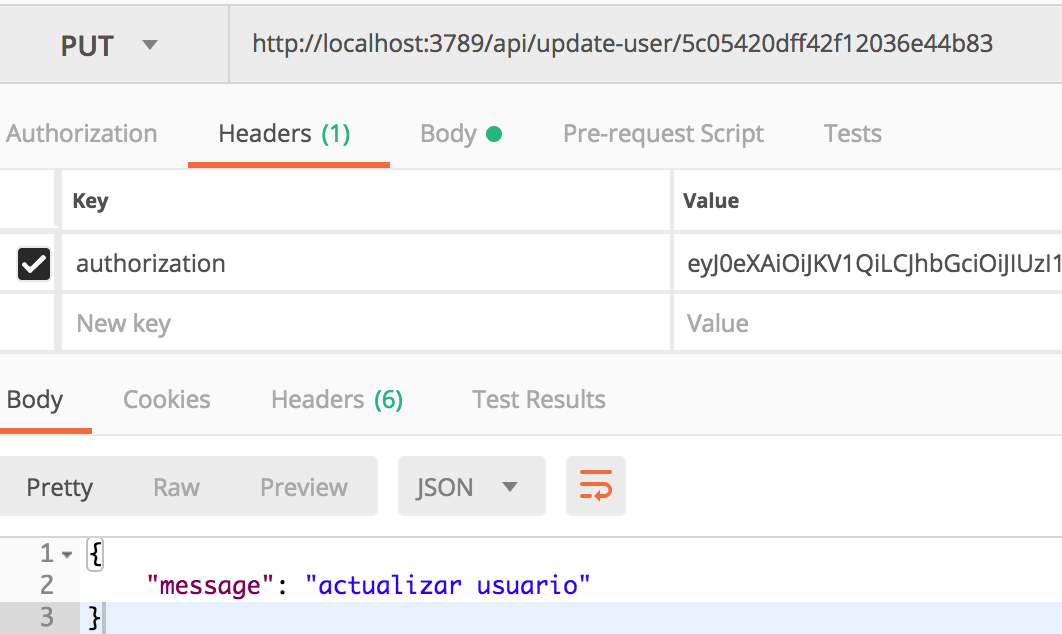 PUT http://localhost:3789/api/update-user/5c05420dff42f12036e44b83
Authorization Headers (1) Body Pre-request Script Tests
Key Value
authorization eyJ0eXAiOiJKV1QiLCJhbGciOiJIUzI1
New key Value
Body Cookies Headers (6) Test Results
Pretty Raw Preview JSON
1 {
2 "message": "actualizar usuario"
3 }